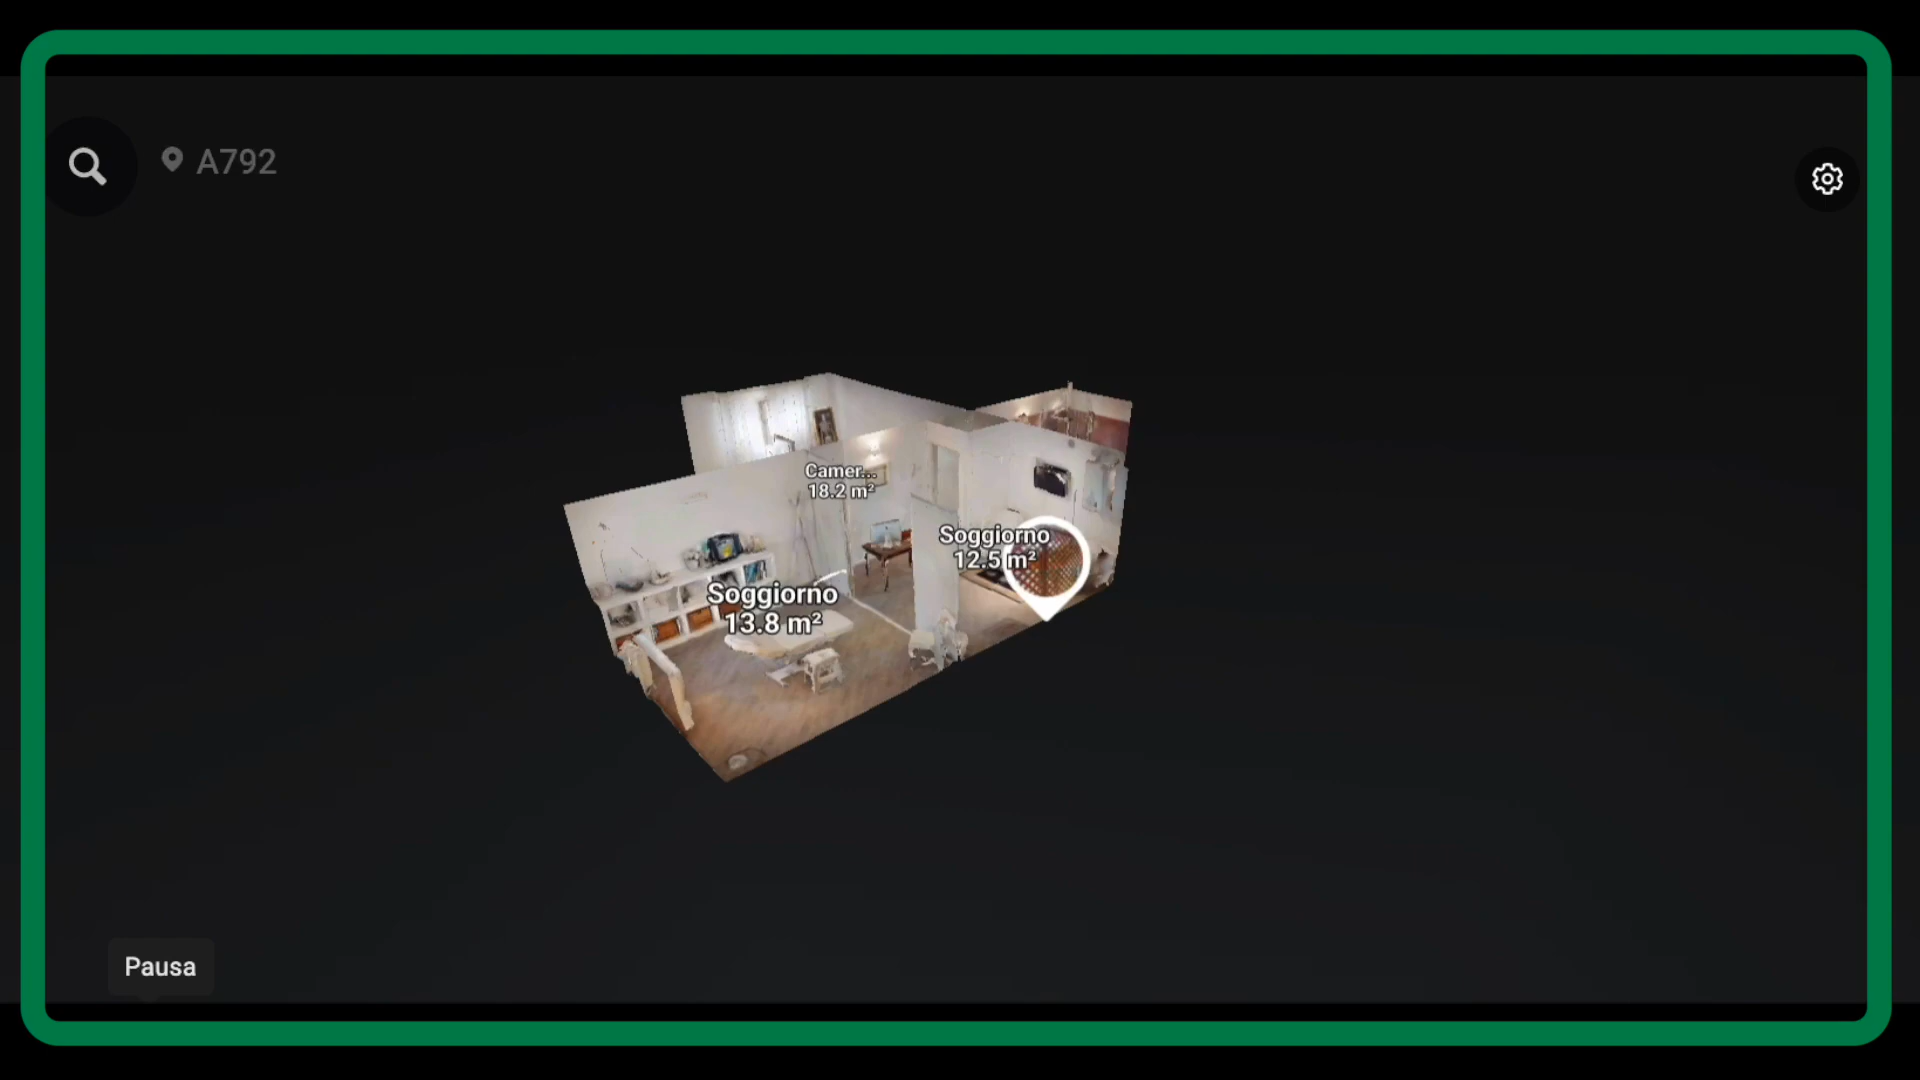 A792
Camer...
18.2 m²
Soggiorno
12.5 m²
Soggiorno
13.8 m²
Pausa